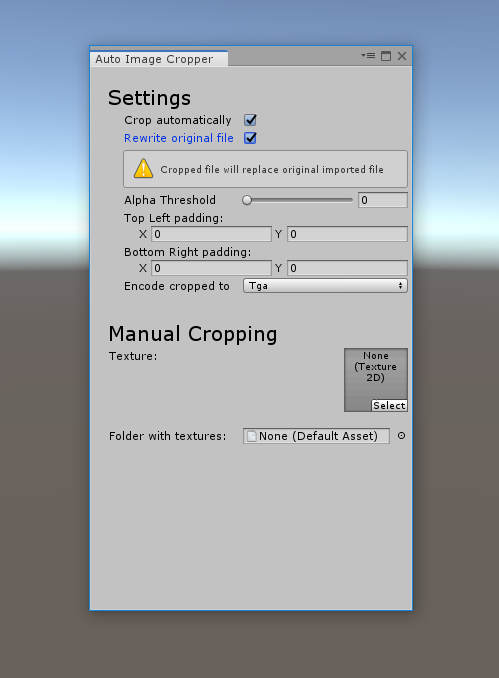 Auto Image Cropper
Settings
Crop automatically
Rewrite original file
Cropped file will replace original imported file
Alpha Threshold 0
Top Left padding:
X 0 Y 0
Bottom Right padding:
X 0 Y 0
Encode cropped to Tga
Manual Cropping
Texture:
None
(Texture
2D)
Select
Folder with textures: None (Default Asset)